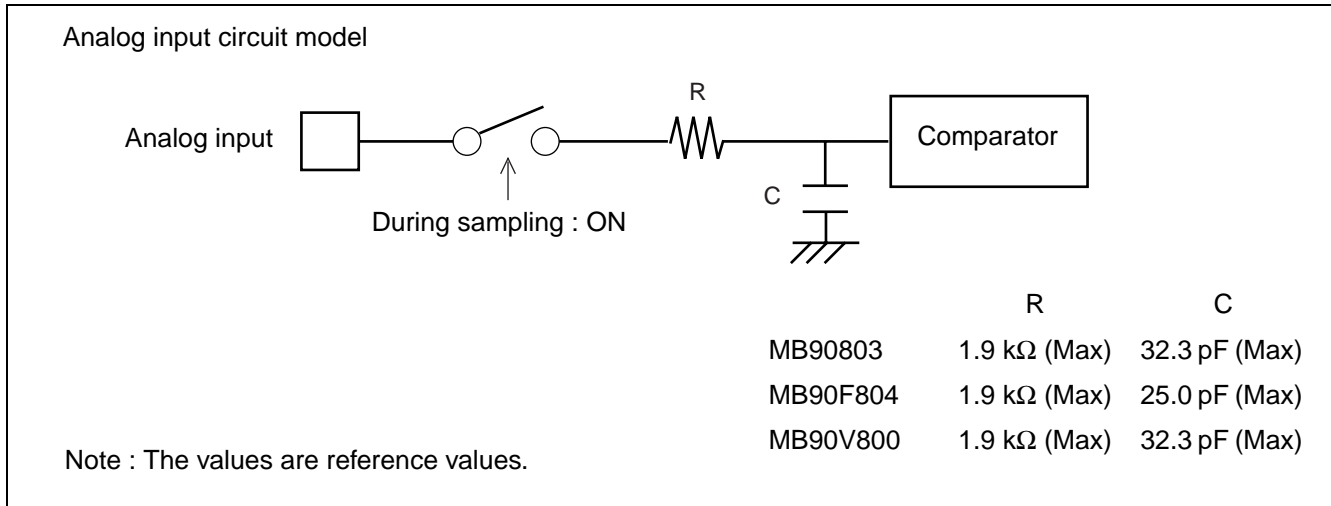 Analog input circuit model
R
Analog input
Comparator
C
During sampling : ON
R C
MB90803 1.9 kΩ (Max) 32.3 pF (Max)
MB90F804 1.9 kΩ (Max) 25.0 pF (Max)
MB90V800 1.9 kΩ (Max) 32.3 pF (Max)
Note : The values are reference values.